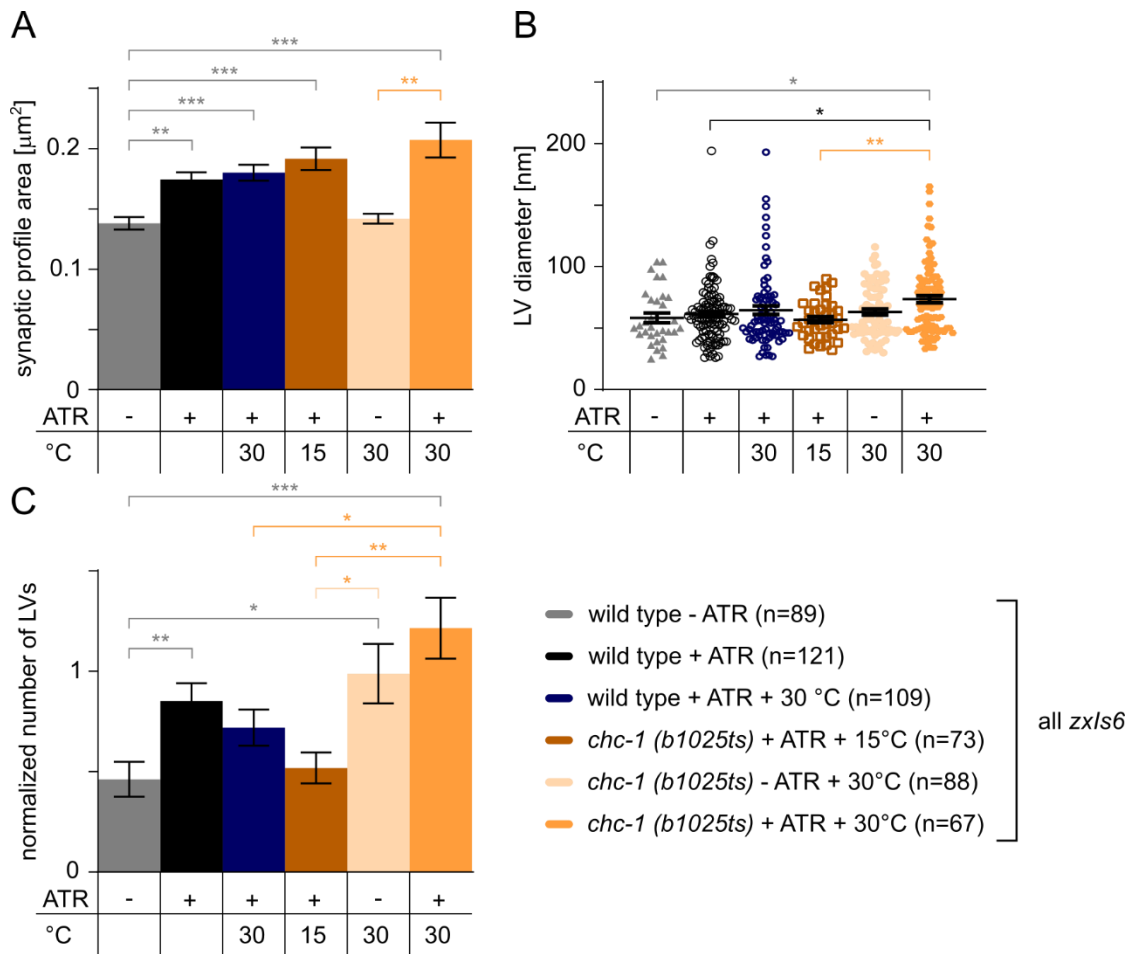 A
synaptic profile area [μm²]
***
***
***
**
**
0.2
0.1
0
ATR - + + + - +
°C 30 15 30 30
B
LV diameter [nm]
*
*
**
200
100
0
ATR - + + + - +
°C 30 15 30 30
C
normalized number of LVs
***
*
**
*
*
**
1
0
ATR - + + + - +
°C 30 15 30 30
wild type - ATR (n=89)
wild type + ATR (n=121)
wild type + ATR + 30 °C (n=109)
chc-1 (b1025ts) + ATR + 15°C (n=73)
chc-1 (b1025ts) - ATR + 30°C (n=88)
chc-1 (b1025ts) + ATR + 30°C (n=67)
all zxIs6